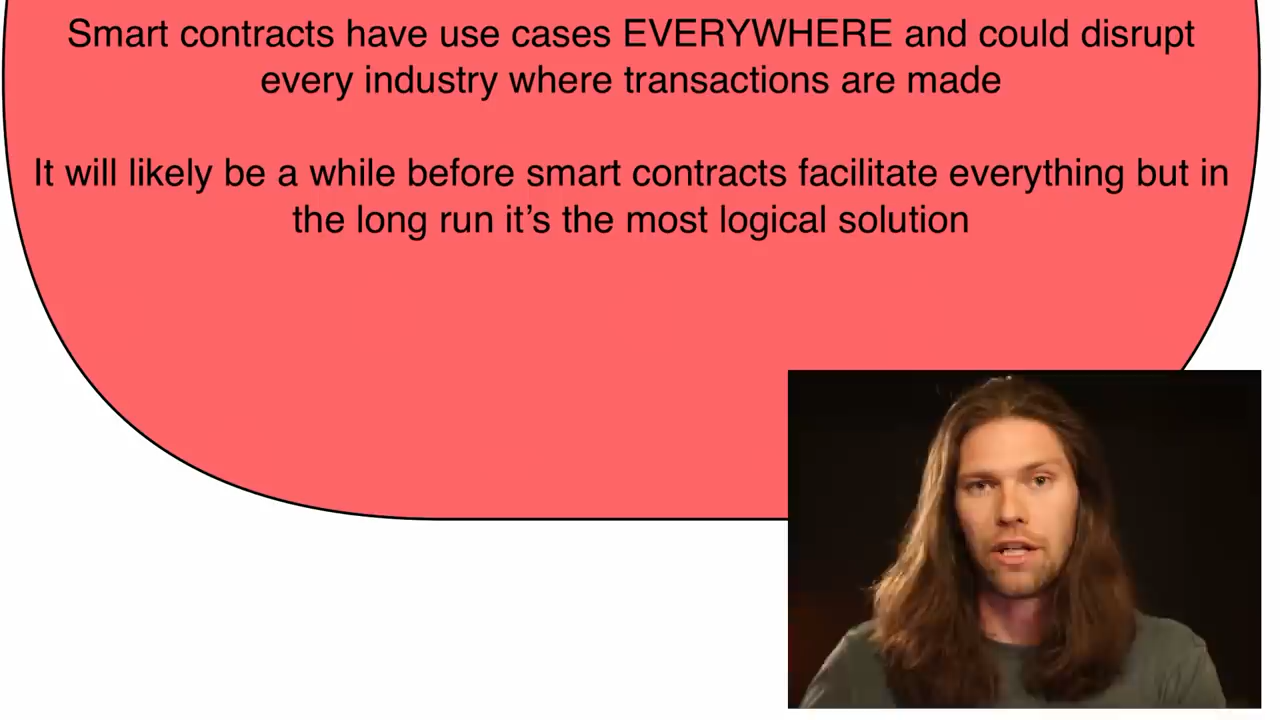 Smart contracts have use cases EVERYWHERE and could disrupt
every industry where transactions are made
It will likely be a while before smart contracts facilitate everything but in
the long run it’s the most logical solution